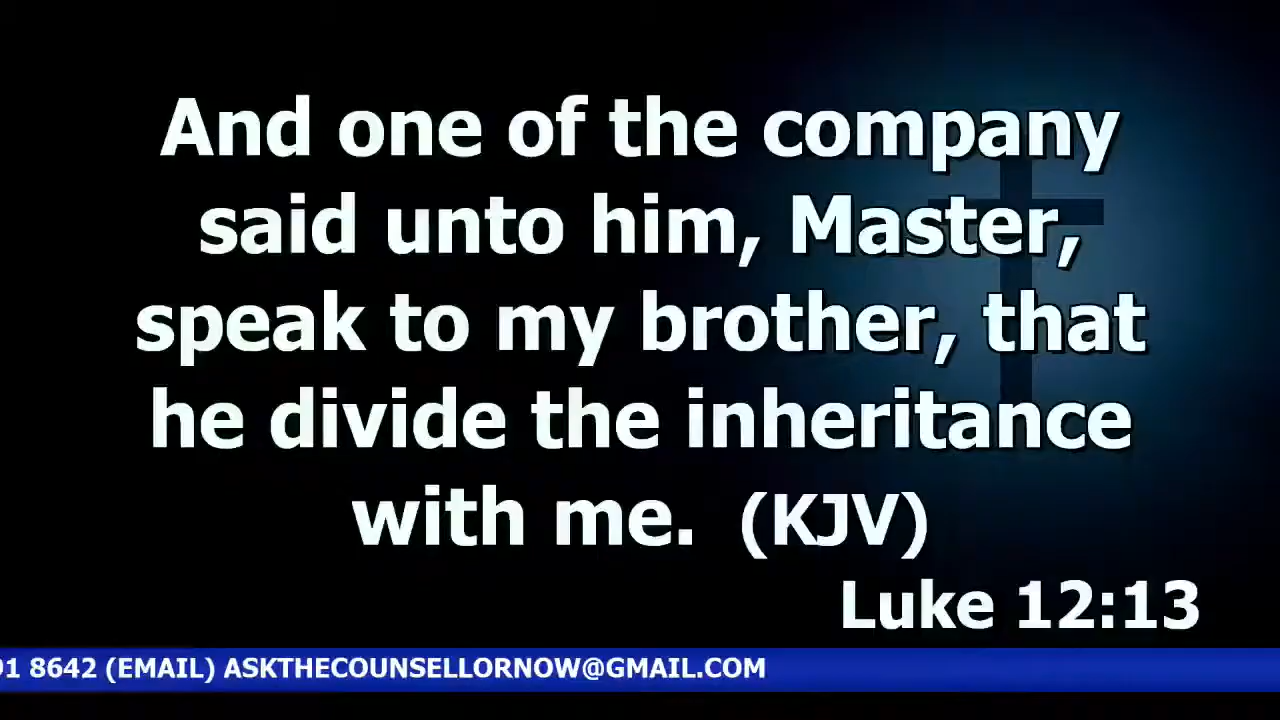 And one of the company
said unto him, Master,
speak to my brother, that
he divide the inheritance
with me. (KJV)
Luke 12:13
91 8642 (EMAIL) ASKTHECOUNSELLORNOW@GMAIL.COM